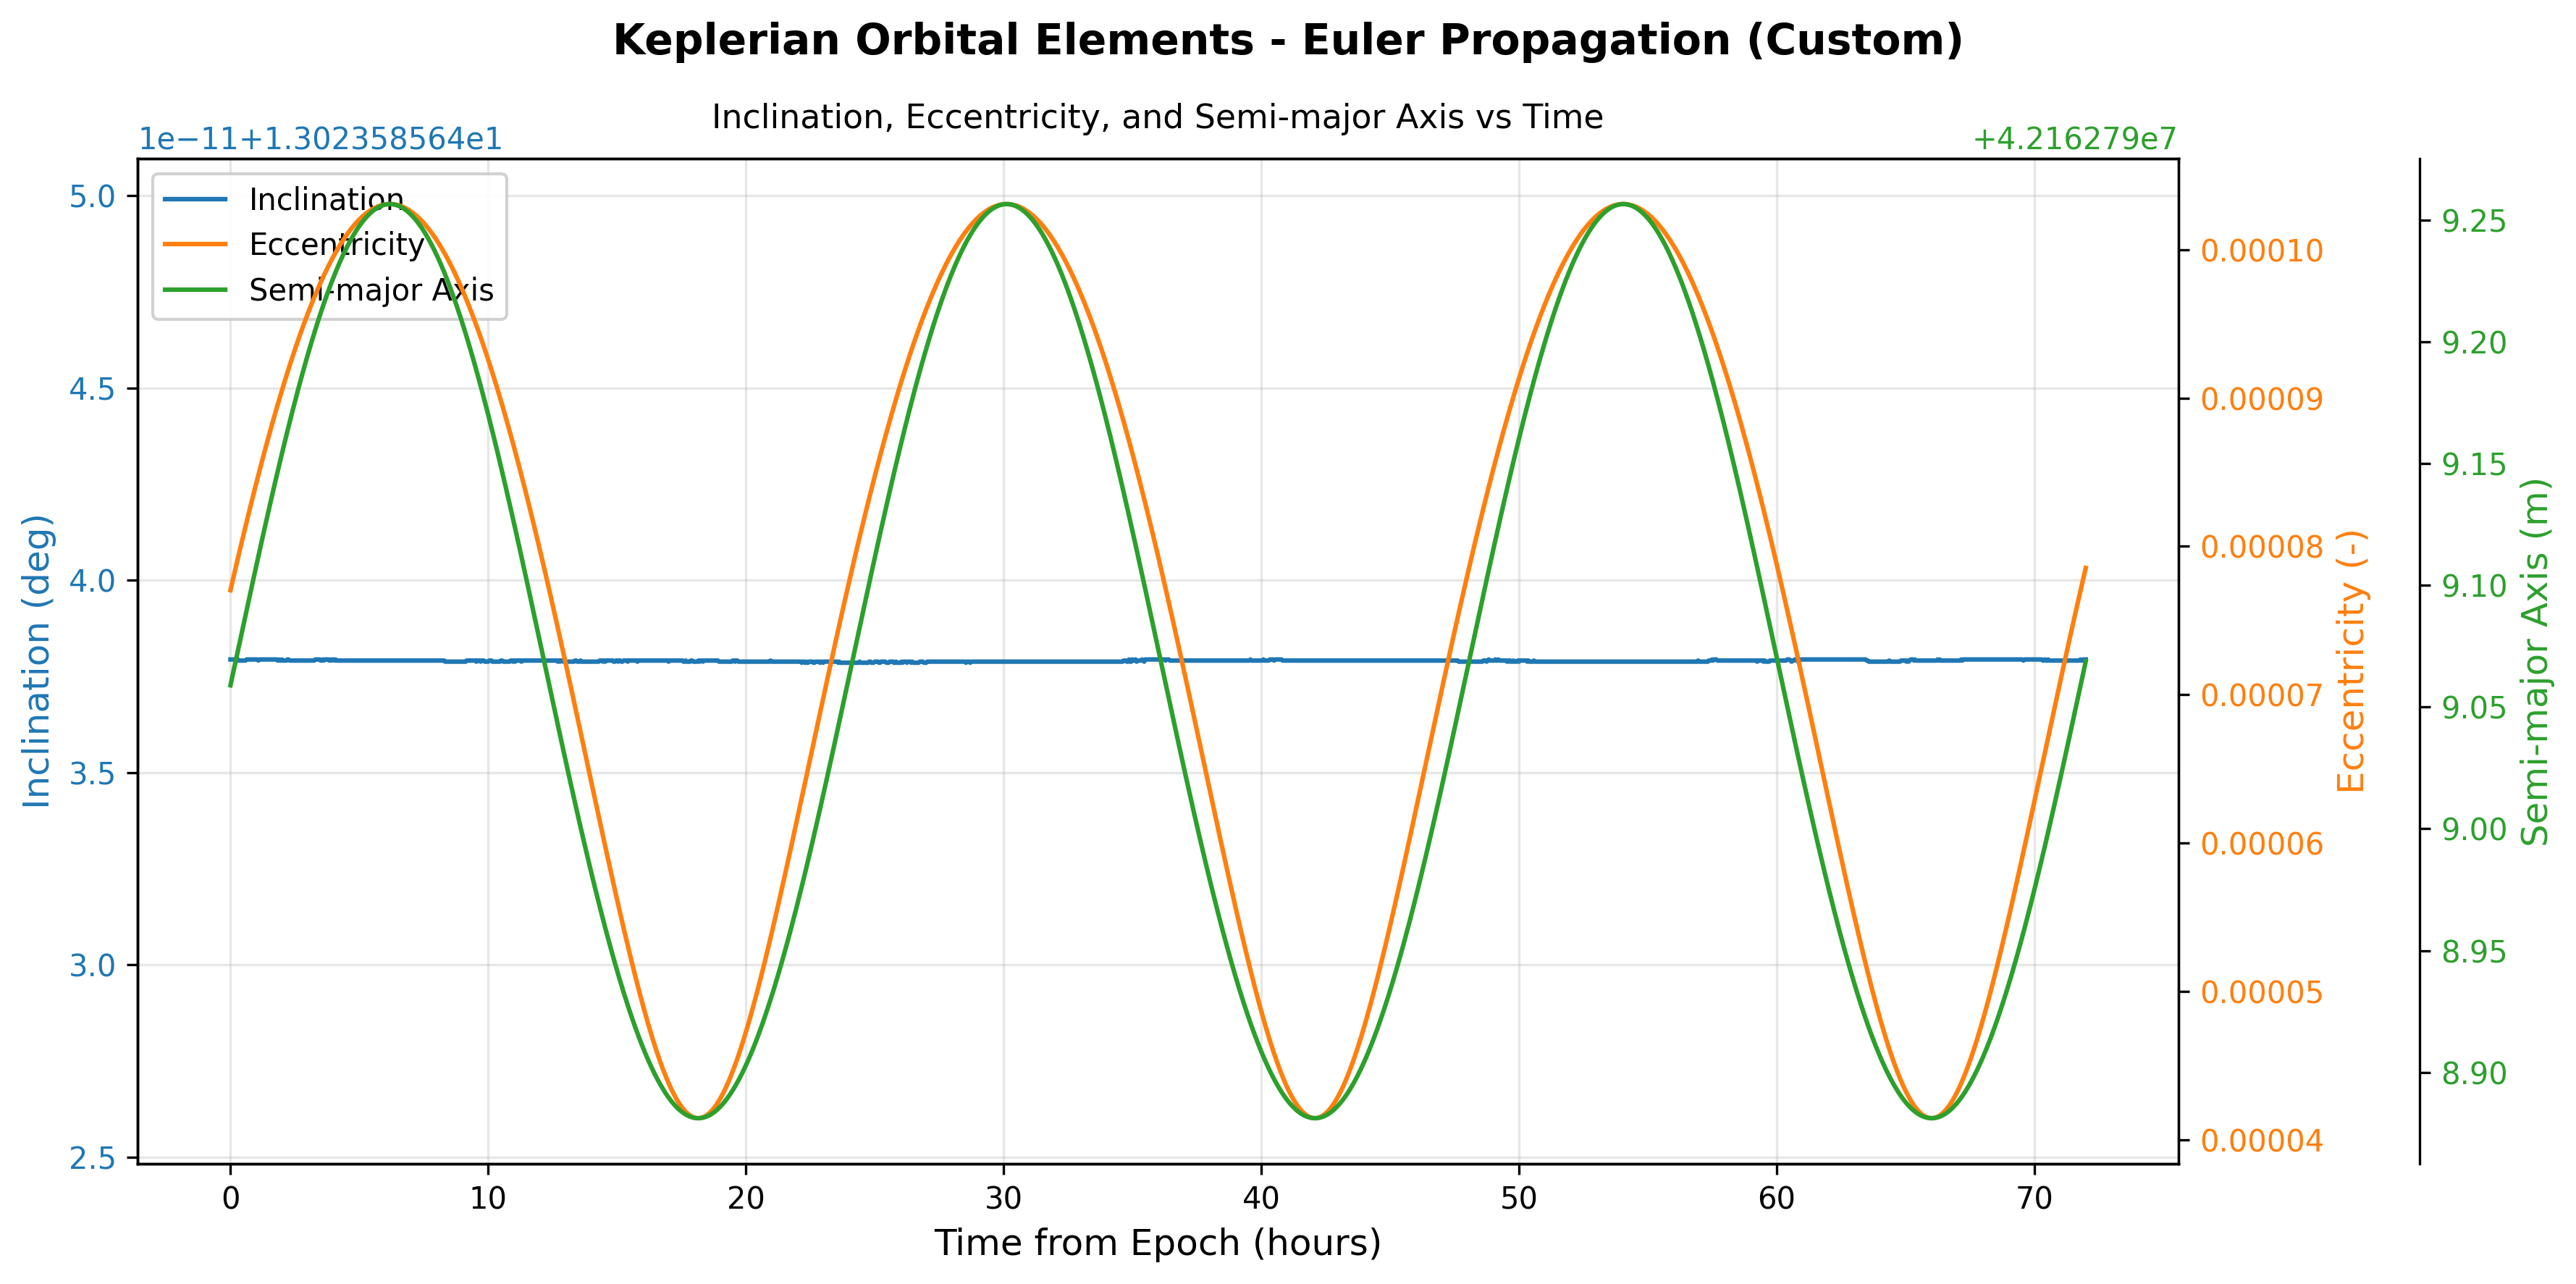 Keplerian Orbital Elements - Euler Propagation (Custom)
Inclination, Eccentricity, and Semi-major Axis vs Time
1e−11+1.302358564e1
+4.216279e7
Inclination
Eccentricity
Semi-major Axis
5.0
4.5
4.0
3.5
3.0
2.5
Inclination (deg)
0.00010
0.00009
0.00008
0.00007
0.00006
0.00005
0.00004
Eccentricity (-)
9.25
9.20
9.15
9.10
9.05
9.00
8.95
8.90
Semi-major Axis (m)
0 10 20 30 40 50 60 70
Time from Epoch (hours)